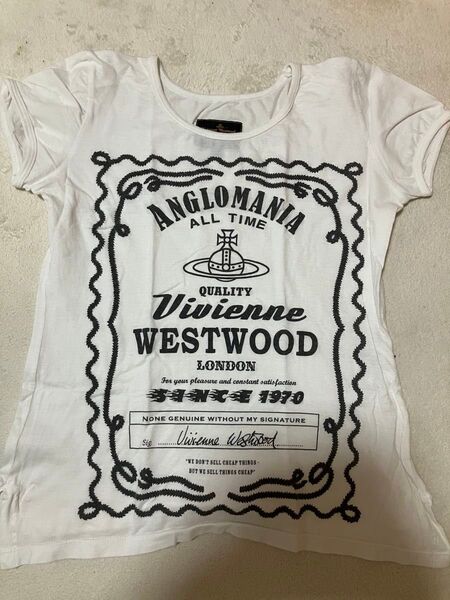 ANGLOMANIA
ALL TIME
QUALITY
Vivienne
WESTWOOD
LONDON
For your pleasure and constant satisfaction
SINCE 1970
NONE GENUINE WITHOUT MY SIGNATURE
Sig. Vivienne Westwood
"WE DON'T SELL CHEAP THINGS -
BUT WE SELL THINGS CHEAP"